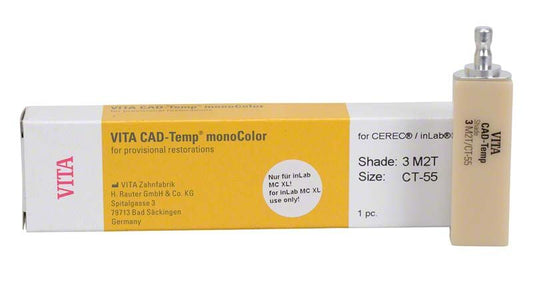 VITA
VITA CAD-Temp® monoColor
for provisional restorations
VITA Zahnfabrik
H. Rauter GmbH & Co. KG
Spitalgasse 3
79713 Bad Säckingen
Germany
Nur für inLab
MC XL!
for inLab MC XL
use only!
for CEREC® / inLab®
Shade: 3 M2T
Size: CT-55
1 pc.
VITA
CAD-Temp
Shade
3 M2T/CT-55